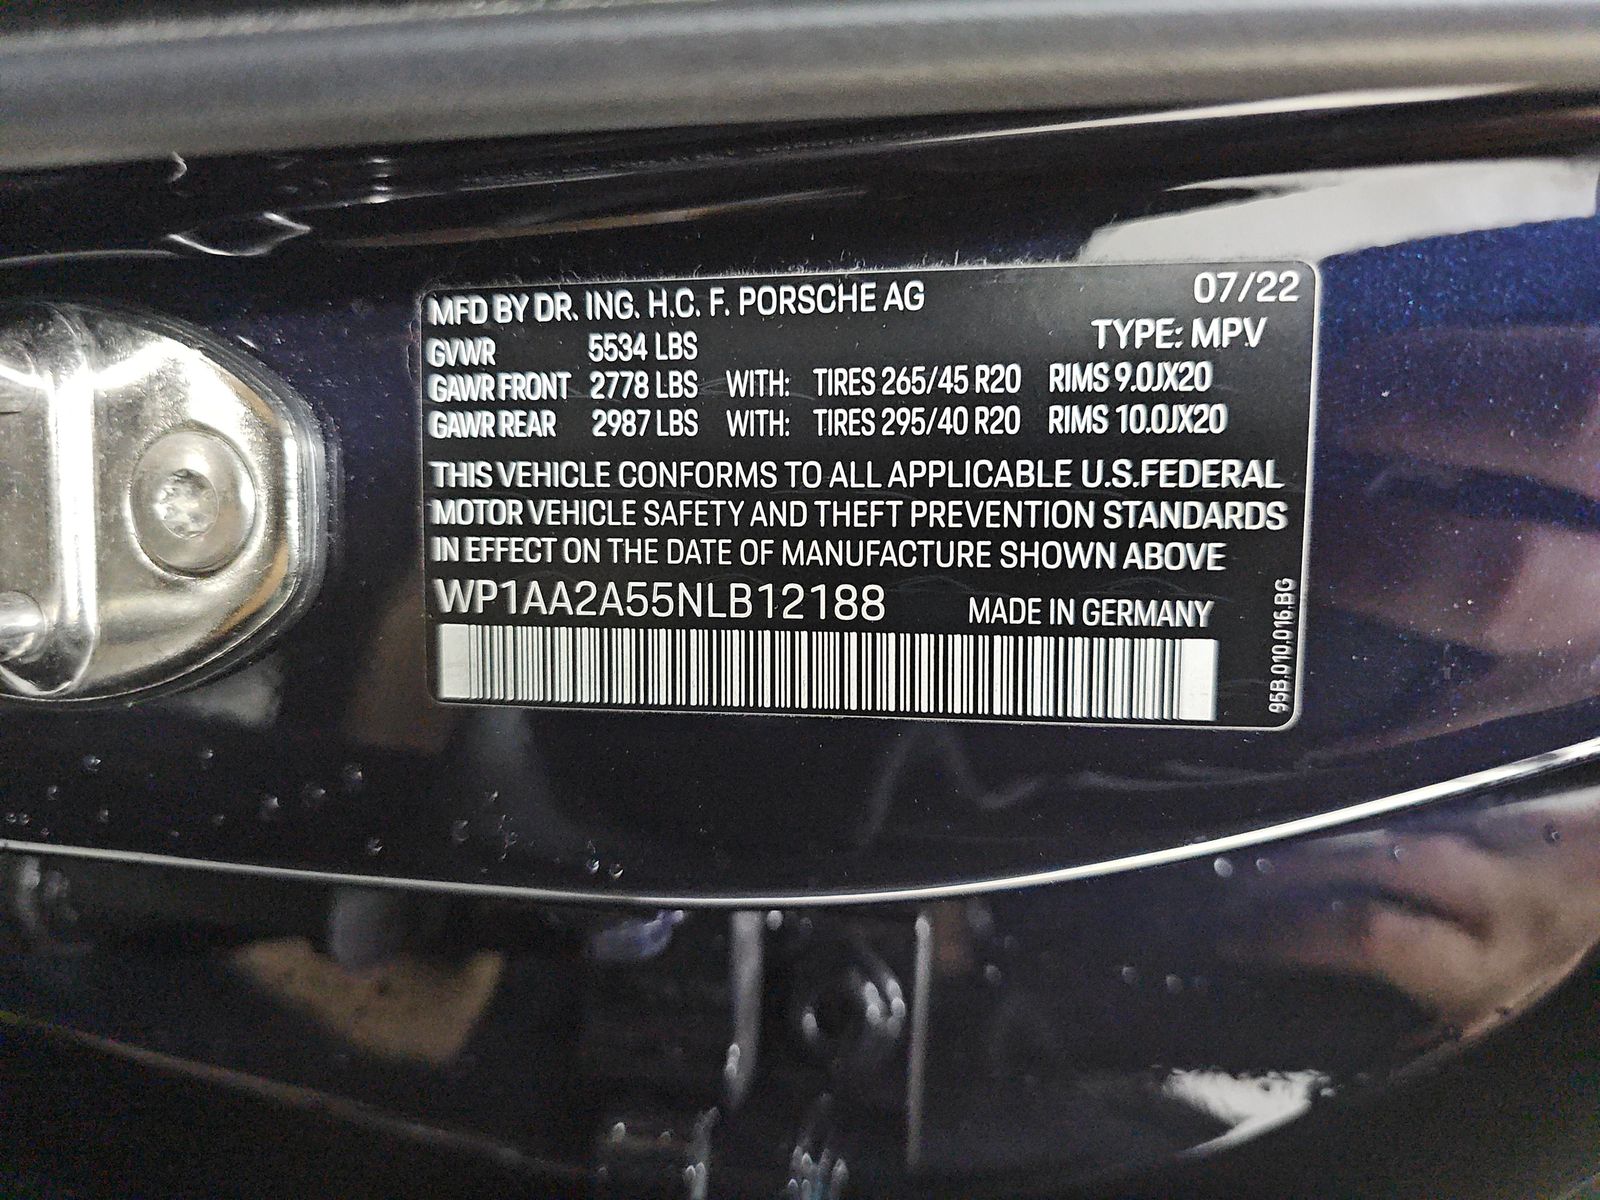 MFD BY DR. ING. H.C. F. PORSCHE AG 07/22
GVWR 5534 LBS TYPE: MPV
GAWR FRONT 2778 LBS WITH: TIRES 265/45 R20 RIMS 9.0JX20
GAWR REAR 2987 LBS WITH: TIRES 295/40 R20 RIMS 10.0JX20
THIS VEHICLE CONFORMS TO ALL APPLICABLE U.S.FEDERAL
MOTOR VEHICLE SAFETY AND THEFT PREVENTION STANDARDS
IN EFFECT ON THE DATE OF MANUFACTURE SHOWN ABOVE
WP1AA2A55NLB12188 MADE IN GERMANY
95B.010.016.BG